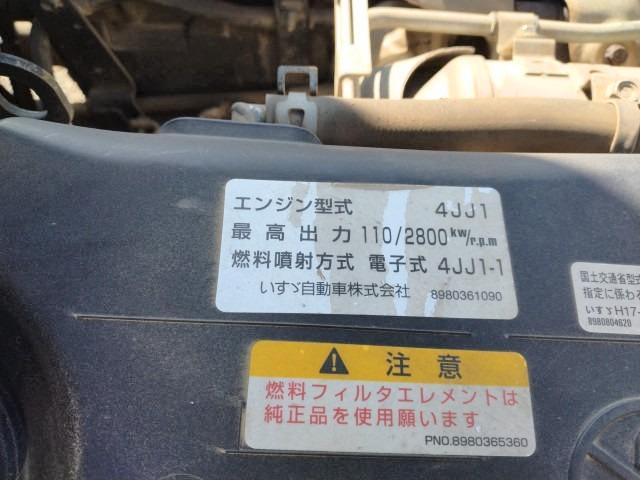 エンジン型式 4JJ1
最高出力 110/2800 kw/r.p.m
燃料噴射方式 電子式 4JJ1-1
いすゞ自動車株式会社 8980361090
国土交通省型式
指定に係わる
いすゞH17-
8980804620
注意
燃料フィルタエレメントは
純正品を使用願います
PNO.8980365360